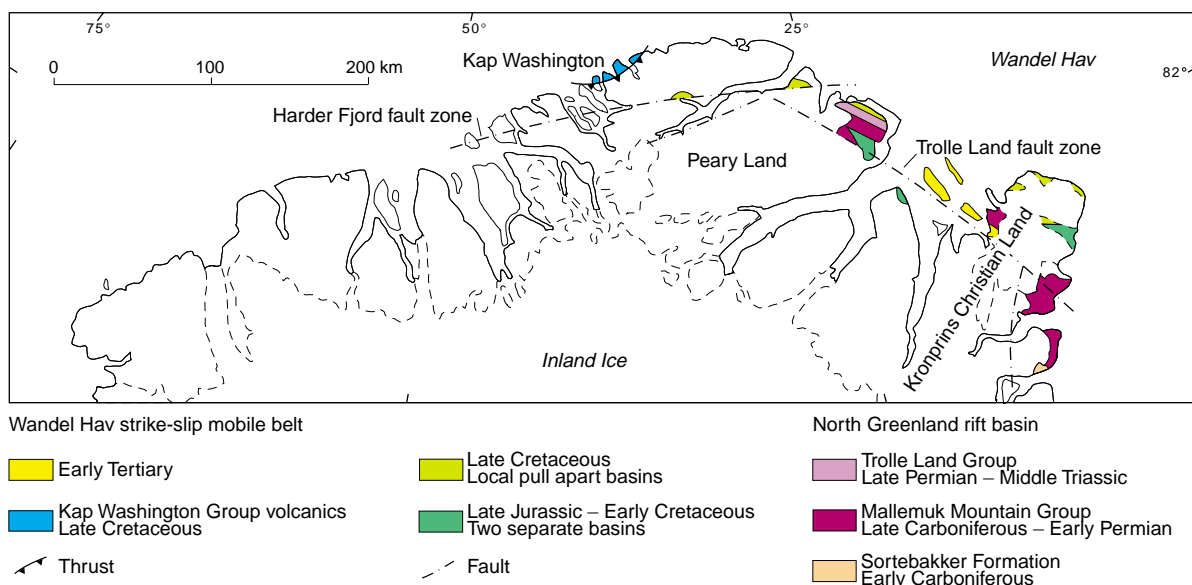 75°
50°
25°
82°
0
100
200 km
Kap Washington
Wandel Hav
Harder Fjord fault zone
Peary Land
Trolle Land fault zone
Kronprins Christian Land
Inland Ice
Wandel Hav strike-slip mobile belt
Early Tertiary
Kap Washington Group volcanics
Late Cretaceous
Thrust
Late Cretaceous
Local pull apart basins
Late Jurassic – Early Cretaceous
Two separate basins
Fault
North Greenland rift basin
Trolle Land Group
Late Permian – Middle Triassic
Mallemuk Mountain Group
Late Carboniferous – Early Permian
Sortebakker Formation
Early Carboniferous